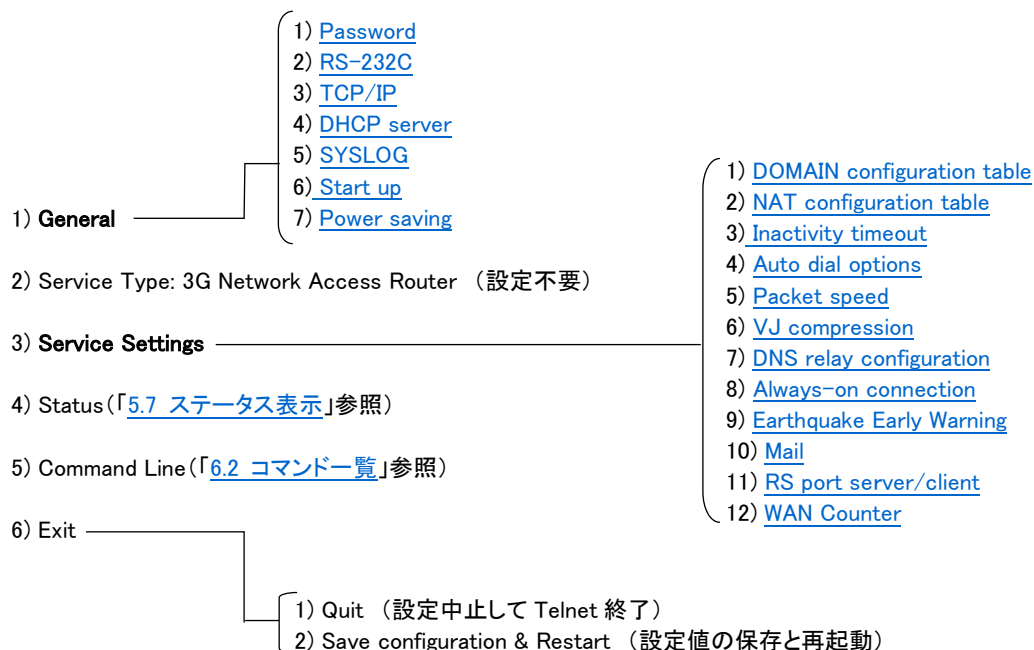 1) General
1) Password
2) RS-232C
3) TCP/IP
4) DHCP server
5) SYSLOG
6) Start up
7) Power saving
2) Service Type: 3G Network Access Router （設定不要）
3) Service Settings
1) DOMAIN configuration table
2) NAT configuration table
3) Inactivity timeout
4) Auto dial options
5) Packet speed
6) VJ compression
7) DNS relay configuration
8) Always-on connection
9) Earthquake Early Warning
10) Mail
11) RS port server/client
12) WAN Counter
4) Status（「5.7 ステータス表示」参照）
5) Command Line（「6.2 コマンド一覧」参照）
6) Exit
1) Quit （設定中止して Telnet 終了）
2) Save configuration & Restart （設定値の保存と再起動）